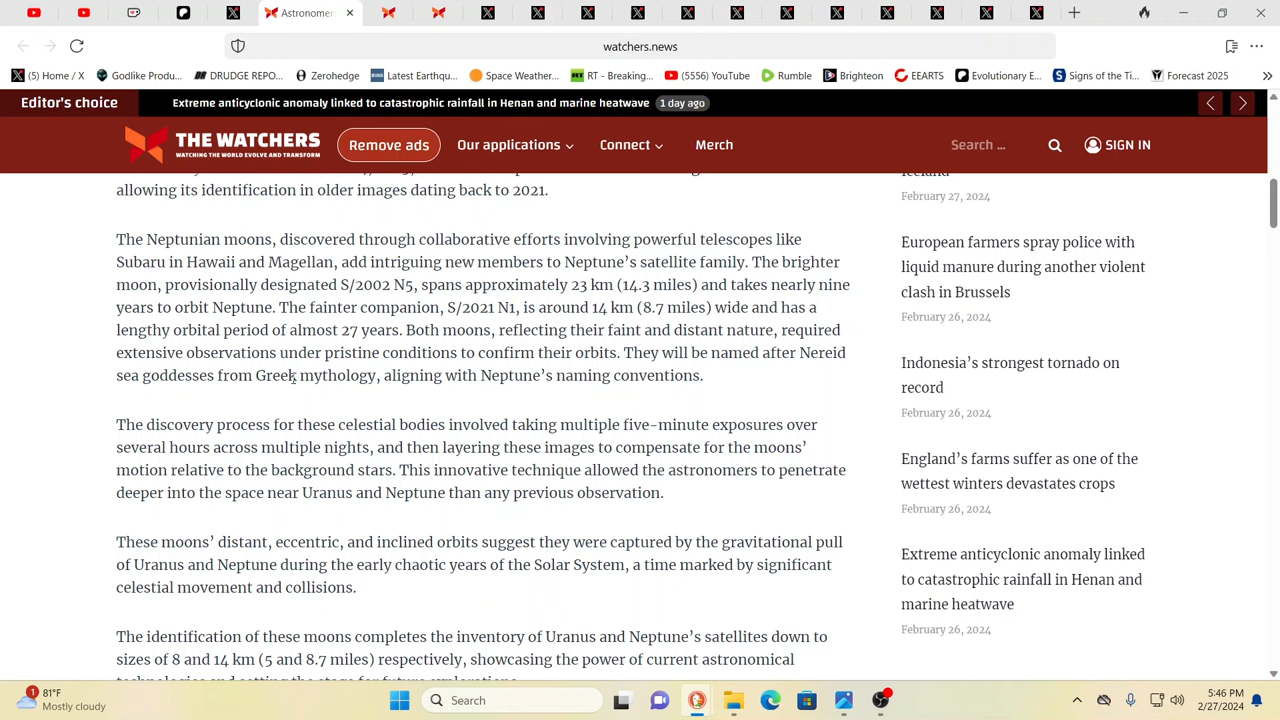 Astronomer
watchers.news
(5) Home / X
Godlike Produ...
DRUDGE REPO...
Zerohedge
Latest Earthqu...
Space Weather...
RT - Breaking...
(5556) YouTube
Rumble
Brighteon
EEARTS
Evolutionary E...
Signs of the Ti...
Forecast 2025
Editor's choice
Extreme anticyclonic anomaly linked to catastrophic rainfall in Henan and marine heatwave
1 day ago
THE WATCHERS
WATCHING THE WORLD EVOLVE AND TRANSFORM
Remove ads
Our applications
Connect
Merch
Search ...
SIGN IN
allowing its identification in older images dating back to 2021.
The Neptunian moons, discovered through collaborative efforts involving powerful telescopes like
Subaru in Hawaii and Magellan, add intriguing new members to Neptune's satellite family. The brighter
moon, provisionally designated S/2002 N5, spans approximately 23 km (14.3 miles) and takes nearly nine
years to orbit Neptune. The fainter companion, S/2021 N1, is around 14 km (8.7 miles) wide and has a
lengthy orbital period of almost 27 years. Both moons, reflecting their faint and distant nature, required
extensive observations under pristine conditions to confirm their orbits. They will be named after Nereid
sea goddesses from Greek mythology, aligning with Neptune's naming conventions.
The discovery process for these celestial bodies involved taking multiple five-minute exposures over
several hours across multiple nights, and then layering these images to compensate for the moons'
motion relative to the background stars. This innovative technique allowed the astronomers to penetrate
deeper into the space near Uranus and Neptune than any previous observation.
These moons' distant, eccentric, and inclined orbits suggest they were captured by the gravitational pull
of Uranus and Neptune during the early chaotic years of the Solar System, a time marked by significant
celestial movement and collisions.
The identification of these moons completes the inventory of Uranus and Neptune's satellites down to
sizes of 8 and 14 km (5 and 8.7 miles) respectively, showcasing the power of current astronomical
Iceland
February 27, 2024
European farmers spray police with
liquid manure during another violent
clash in Brussels
February 26, 2024
Indonesia's strongest tornado on
record
February 26, 2024
England's farms suffer as one of the
wettest winters devastates crops
February 26, 2024
Extreme anticyclonic anomaly linked
to catastrophic rainfall in Henan and
marine heatwave
February 26, 2024
1
81°F
Mostly cloudy
Search
5:46 PM
2/27/2024